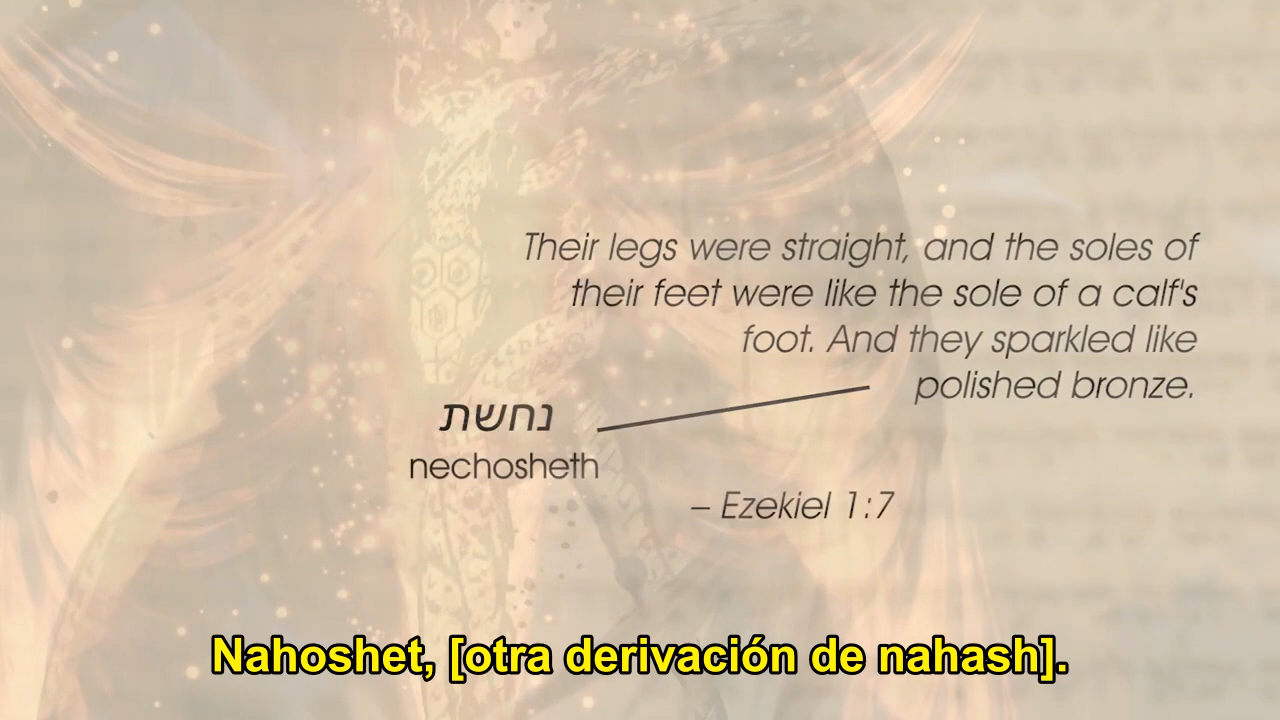 Their legs were straight, and the soles of
their feet were like the sole of a calf's
foot. And they sparkled like
polished bronze.
נחשת
nechosheth
– Ezekiel 1:7
Nahoshet, [otra derivación de nahash].